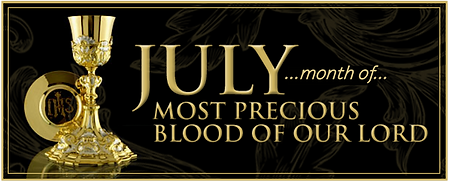 JULY ...month of...
MOST PRECIOUS
BLOOD OF OUR LORD
IHS